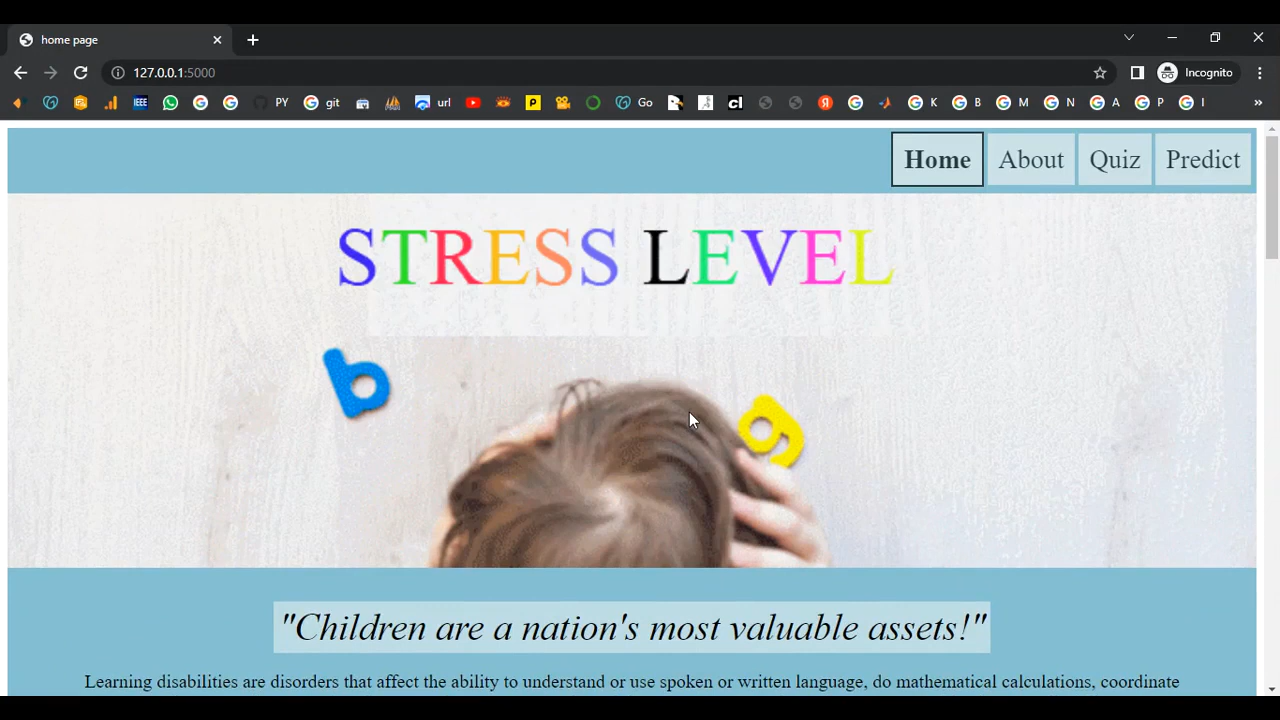 home page
127.0.0.1:5000
Incognito
IEEE
PY
git
url
Go
cl
K
B
M
N
A
P
I
»
Home
About
Quiz
Predict
STRESS LEVEL
b
g
"Children are a nation's most valuable assets!"
Learning disabilities are disorders that affect the ability to understand or use spoken or written language, do mathematical calculations, coordinate